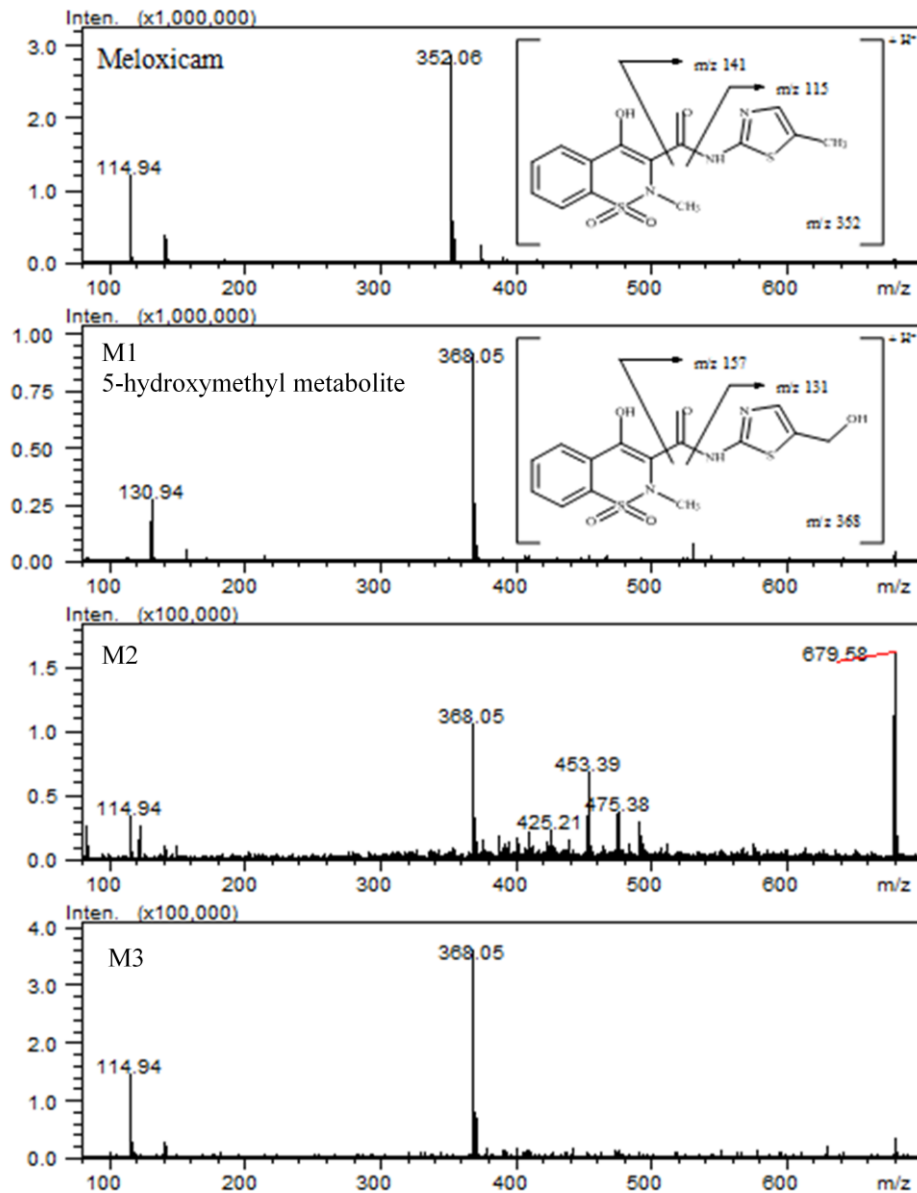 Inten. (x1,000,000)
Meloxicam
3.0
2.0
1.0
0.0
352.06
114.94
m/z 141
m/z 115
OH
O
N
CH3
NH
S
N
CH3
S
O
O
m/z 352
100 200 300 400 500 600 m/z
Inten. (x1,000,000)
M1
5-hydroxymethyl metabolite
1.00
0.75
0.50
0.25
0.00
368.05
130.94
m/z 157
m/z 131
OH
O
N
OH
NH
S
N
CH3
S
O
O
m/z 368
100 200 300 400 500 600 m/z
Inten. (x100,000)
M2
1.5
1.0
0.5
0.0
679.58
368.05
453.39
475.38
425.21
114.94
100 200 300 400 500 600 m/z
Inten. (x100,000)
M3
4.0
3.0
2.0
1.0
0.0
368.05
114.94
100 200 300 400 500 600 m/z